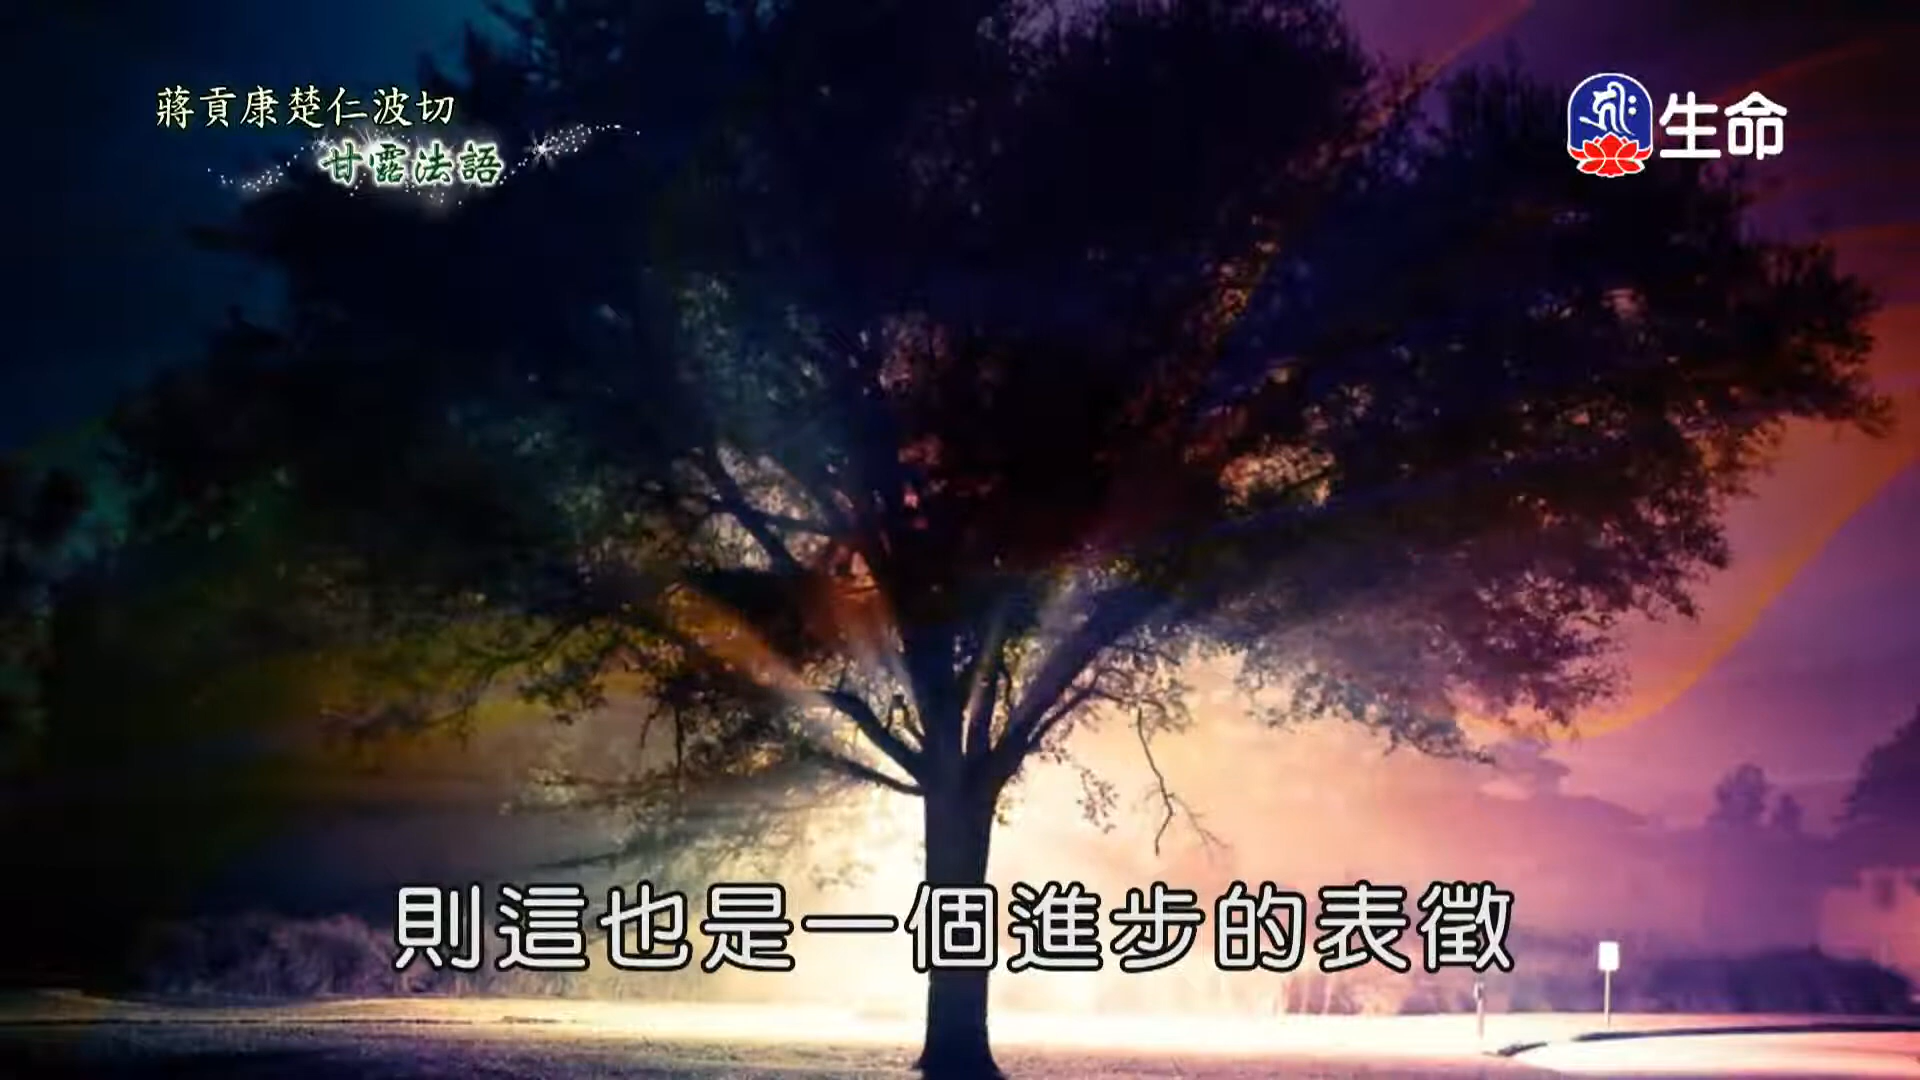 蔣貢康楚仁波切
甘露法語
生命
則這也是一個進步的表徵